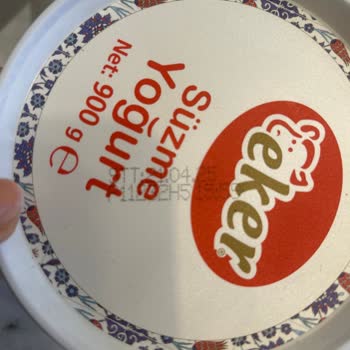 eker®
Süzme
Yoğurt
Net: 900 g ℮